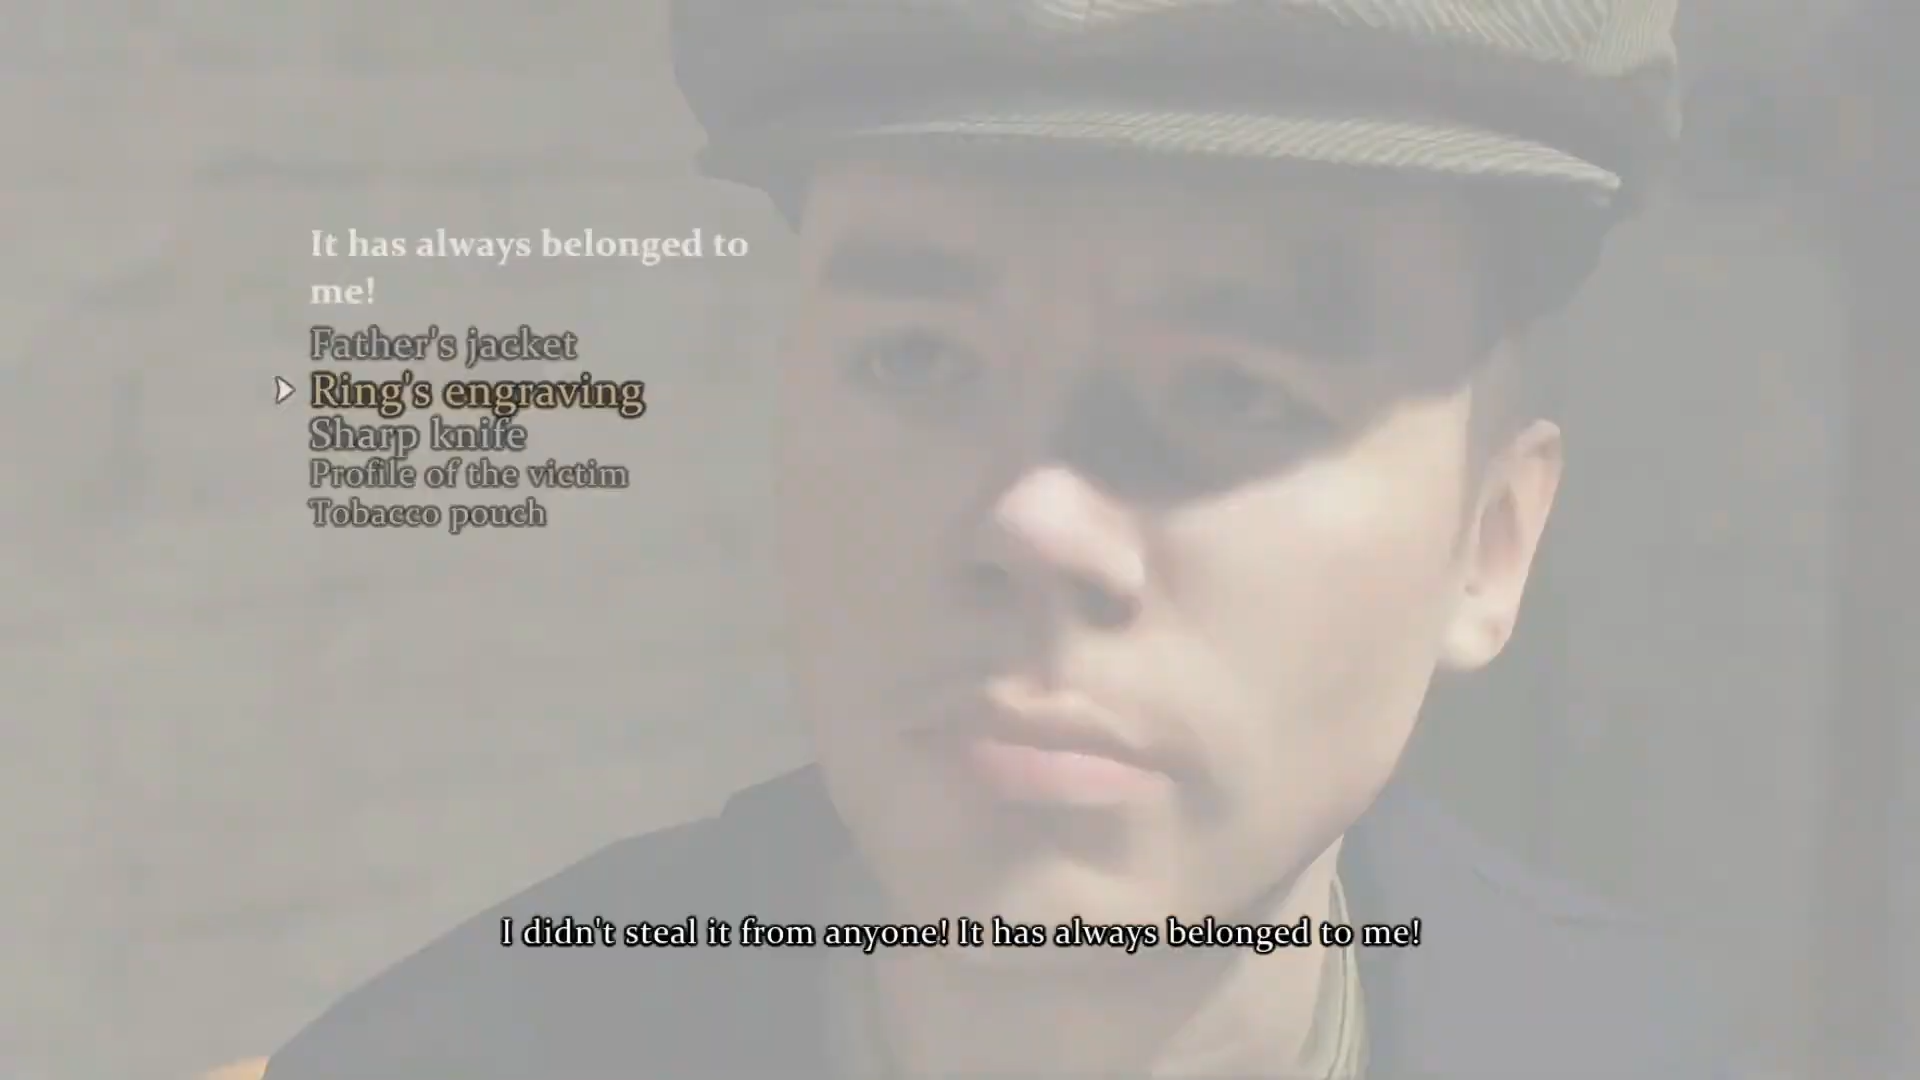 It has always belonged to
me!
Father's jacket
Ring's engraving
Sharp knife
Profile of the victim
Tobacco pouch
I didn't steal it from anyone! It has always belonged to me!